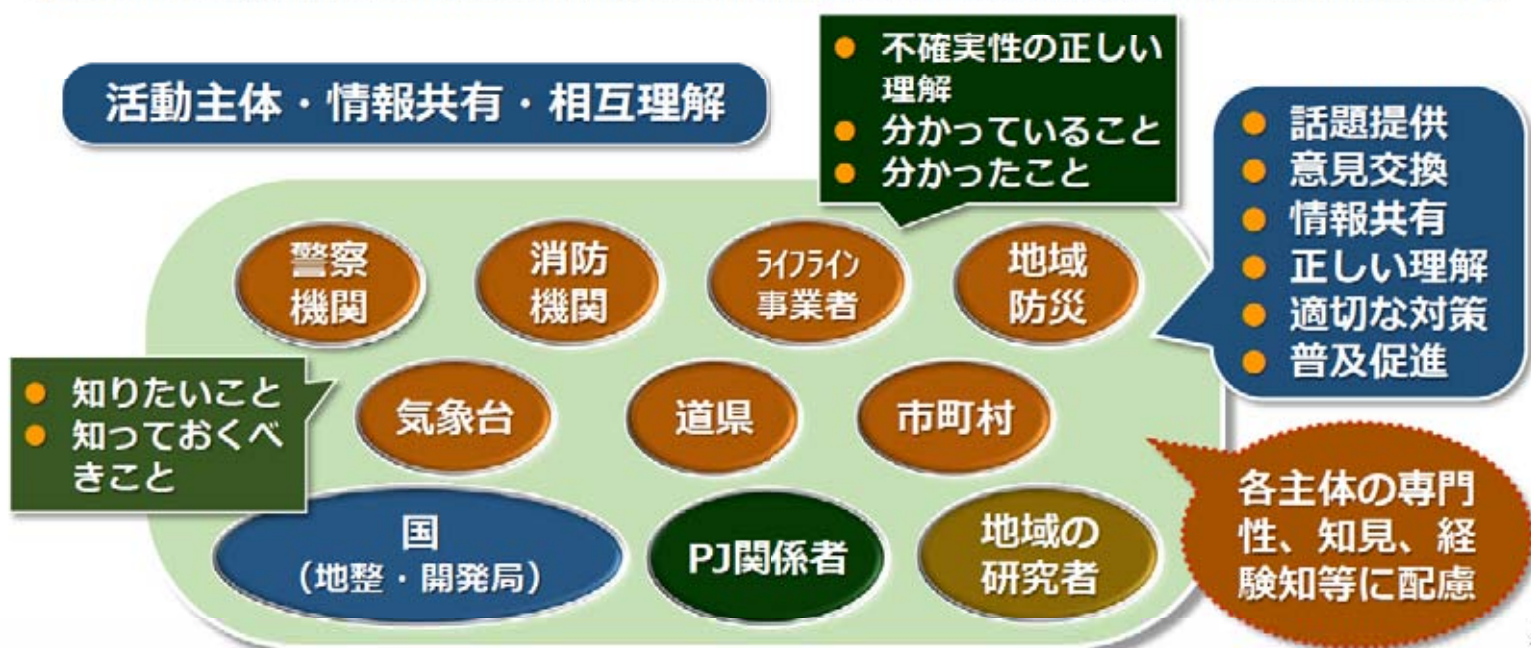 活動主体・情報共有・相互理解
● 不確実性の正しい
理解
● 分かっていること
● 分かったこと
● 話題提供
● 意見交換
● 情報共有
● 正しい理解
● 適切な対策
● 普及促進
警察
機関
消防
機関
ライフライン
事業者
地域
防災
● 知りたいこと
● 知っておくべ
きこと
気象台
道県
市町村
各主体の専門
性、知見、経
験知等に配慮
国
（地整・開発局）
PJ関係者
地域の
研究者